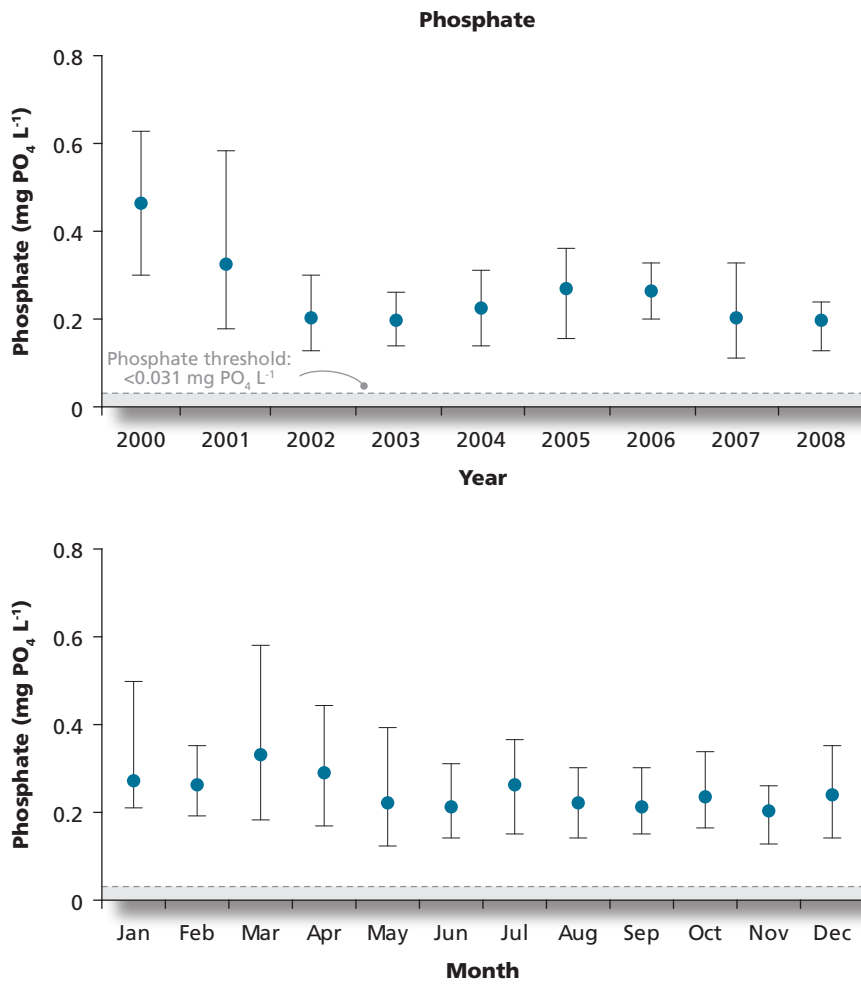 Phosphate
Phosphate (mg PO₄ L⁻¹)
0.8
0.6
0.4
0.2
0
Phosphate threshold:
<0.031 mg PO₄ L⁻¹
2000 2001 2002 2003 2004 2005 2006 2007 2008
Year
Phosphate (mg PO₄ L⁻¹)
0.8
0.6
0.4
0.2
0
Jan Feb Mar Apr May Jun Jul Aug Sep Oct Nov Dec
Month